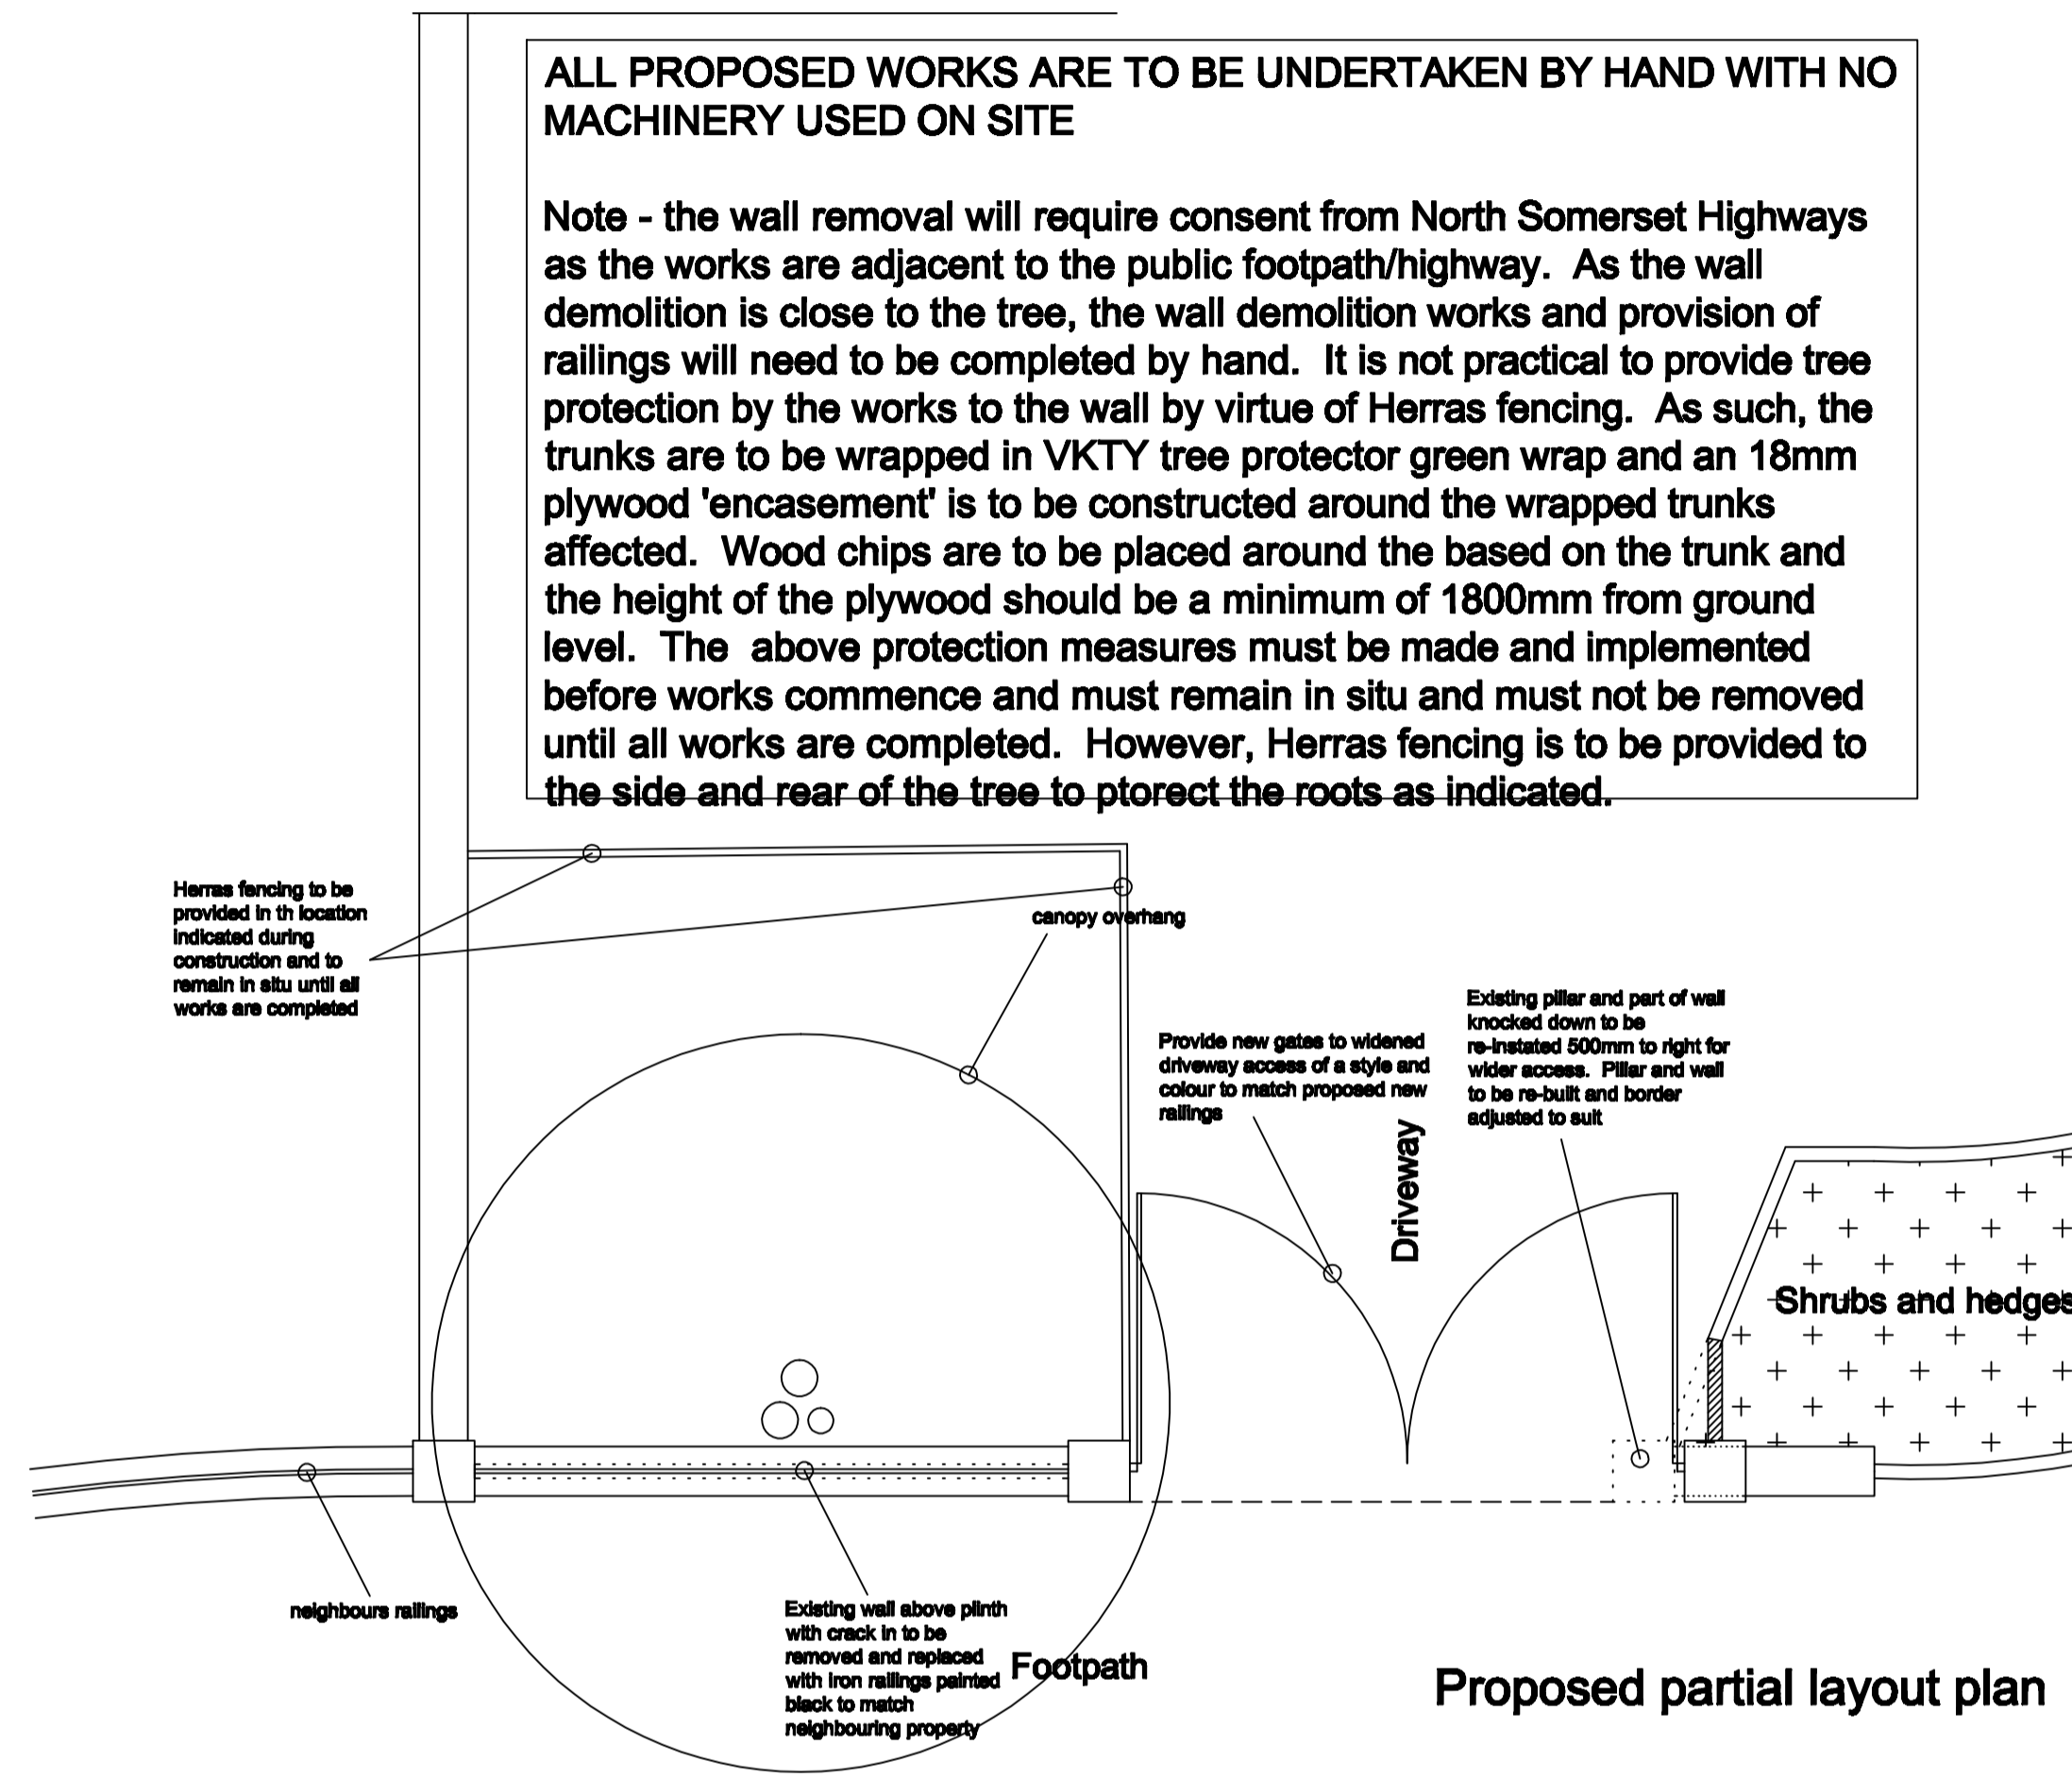 ALL PROPOSED WORKS ARE TO BE UNDERTAKEN BY HAND WITH NO
MACHINERY USED ON SITE
Note - the wall removal will require consent from North Somerset Highways
as the works are adjacent to the public footpath/highway.  As the wall
demolition is close to the tree, the wall demolition works and provision of
railings will need to be completed by hand.  It is not practical to provide tree
protection by the works to the wall by virtue of Herras fencing.  As such, the
trunks are to be wrapped in VKTY tree protector green wrap and an 18mm
plywood 'encasement' is to be constructed around the wrapped trunks
affected.  Wood chips are to be placed around the based on the trunk and
the height of the plywood should be a minimum of 1800mm from ground
level.  The  above protection measures must be made and implemented
before works commence and must remain in situ and must not be removed
until all works are completed.  However, Herras fencing is to be provided to
the side and rear of the tree to ptorect the roots as indicated.
Herras fencing to be
provided in th location
indicated during
construction and to
remain in situ until all
works are completed
canopy overhang
Provide new gates to widened
driveway access of a style and
colour to match proposed new
railings
Driveway
Existing pillar and part of wall
knocked down to be
re-instated 500mm to right for
wider access.  Pillar and wall
to be re-built and border
adjusted to suit
Shrubs and hedges
neighbours railings
Existing wall above plinth
with crack in to be
removed and replaced
with iron railings painted
black to match
neighbouring property
Footpath
Proposed partial layout plan